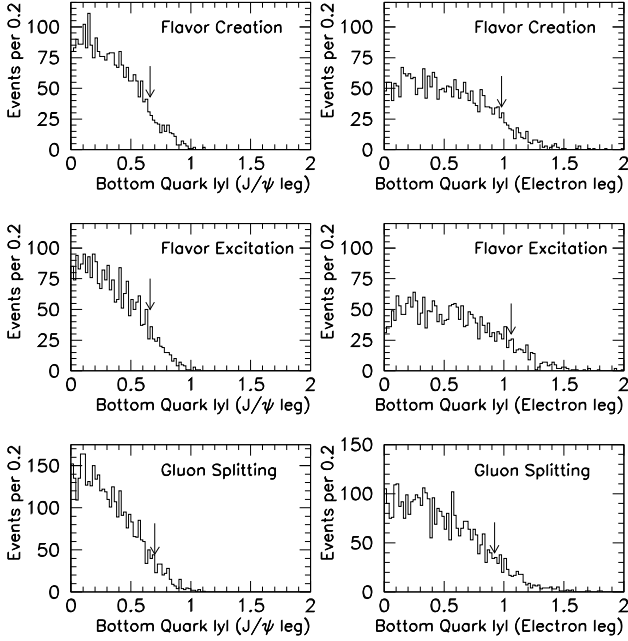 Flavor Creation
Events per 0.2
100
75
50
25
0
0 0.5 1 1.5 2
Bottom Quark |y| (J/ψ leg)
Flavor Creation
Events per 0.2
100
75
50
25
0
0 0.5 1 1.5 2
Bottom Quark |y| (Electron leg)
Flavor Excitation
Events per 0.2
100
75
50
25
0
0 0.5 1 1.5 2
Bottom Quark |y| (J/ψ leg)
Flavor Excitation
Events per 0.2
100
75
50
25
0
0 0.5 1 1.5 2
Bottom Quark |y| (Electron leg)
Gluon Splitting
Events per 0.2
150
100
50
0
0 0.5 1 1.5 2
Bottom Quark |y| (J/ψ leg)
Gluon Splitting
Events per 0.2
150
100
50
0
0 0.5 1 1.5 2
Bottom Quark |y| (Electron leg)